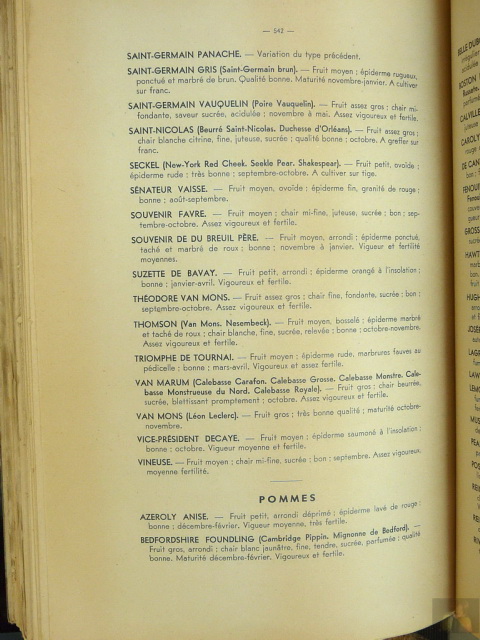 — 542 —
SAINT-GERMAIN PANACHE. — Variation du type précédent.
SAINT-GERMAIN GRIS (Saint-Germain brun). — Fruit moyen ; épiderme rugueux,
ponctué et marbré de brun. Qualité bonne. Maturité novembre-janvier. A cultiver
sur franc.
SAINT-GERMAIN VAUQUELIN (Poire Vauquelin). — Fruit assez gros ; chair mi-
fondante, saveur sucrée, acidulée ; novembre à mai. Assez vigoureux et fertile.
SAINT-NICOLAS (Beurré Saint-Nicolas. Duchesse d'Orléans). — Fruit assez gros ;
chair blanche citrine, fine, juteuse, sucrée ; qualité bonne ; octobre. A greffer sur
franc.
SECKEL (New-York Red Cheek. Seekle Pear. Shakespear). — Fruit petit, ovoïde ;
épiderme rude ; très bonne ; septembre-octobre. A cultiver sur tige.
SÉNATEUR VAISSE. — Fruit moyen, ovoïde ; épiderme fin, granité de rouge ;
bonne ; août-septembre.
SOUVENIR FAVRE. — Fruit moyen ; chair mi-fine, juteuse, sucrée ; bon ; sep-
tembre-octobre. Assez vigoureux et fertile.
SOUVENIR DE DU BREUIL PÈRE. — Fruit moyen, arrondi ; épiderme ponctué,
taché et marbré de roux ; bonne ; novembre à janvier. Vigueur et fertilité
moyennes.
SUZETTE DE BAVAY. — Fruit petit, arrondi ; épiderme orangé à l'insolation ;
bonne ; janvier-avril. Vigoureux et fertile.
THÉODORE VAN MONS. — Fruit assez gros ; chair fine, fondante, sucrée ; bon ;
septembre-octobre. Assez vigoureux et fertile.
THOMSON (Van Mons. Nesembeck). — Fruit moyen, bosselé ; épiderme marbré
et taché de roux ; chair blanche, fine, sucrée, relevée ; bonne ; octobre-novembre.
Assez vigoureux et fertile.
TRIOMPHE DE TOURNAI. — Fruit moyen ; épiderme rude, marbrures fauves au
pédicelle ; bonne ; mars-avril. Vigoureux et assez fertile.
VAN MARUM (Calebasse Carafon. Calebasse Grosse. Calebasse Monstre. Cale-
basse Monstrueuse du Nord. Calebasse Royale). — Fruit gros ; chair beurrée,
sucrée, blettissant promptement ; octobre. Assez vigoureux et fertile.
VAN MONS (Léon Leclerc). — Fruit gros ; très bonne qualité ; maturité octobre-
novembre.
VICE-PRÉSIDENT DECAYE. — Fruit moyen ; épiderme saumoné à l'insolation ;
bonne ; octobre. Vigueur moyenne et fertile.
VINEUSE. — Fruit moyen ; chair mi-fine, sucrée ; bon ; septembre. Assez vigoureux,
moyenne fertilité.
POMMES
AZEROLY ANISE. — Fruit petit, arrondi déprimé ; épiderme lavé de rouge ;
bonne ; décembre-février. Vigueur moyenne, très fertile.
BEDFORDSHIRE FOUNDLING (Cambridge Pippin. Mignonne de Bedford). —
Fruit gros, arrondi ; chair blanc jaunâtre, fine, tendre, sucrée, parfumée ; qualité
bonne. Maturité décembre-février. Vigoureux et fertile.